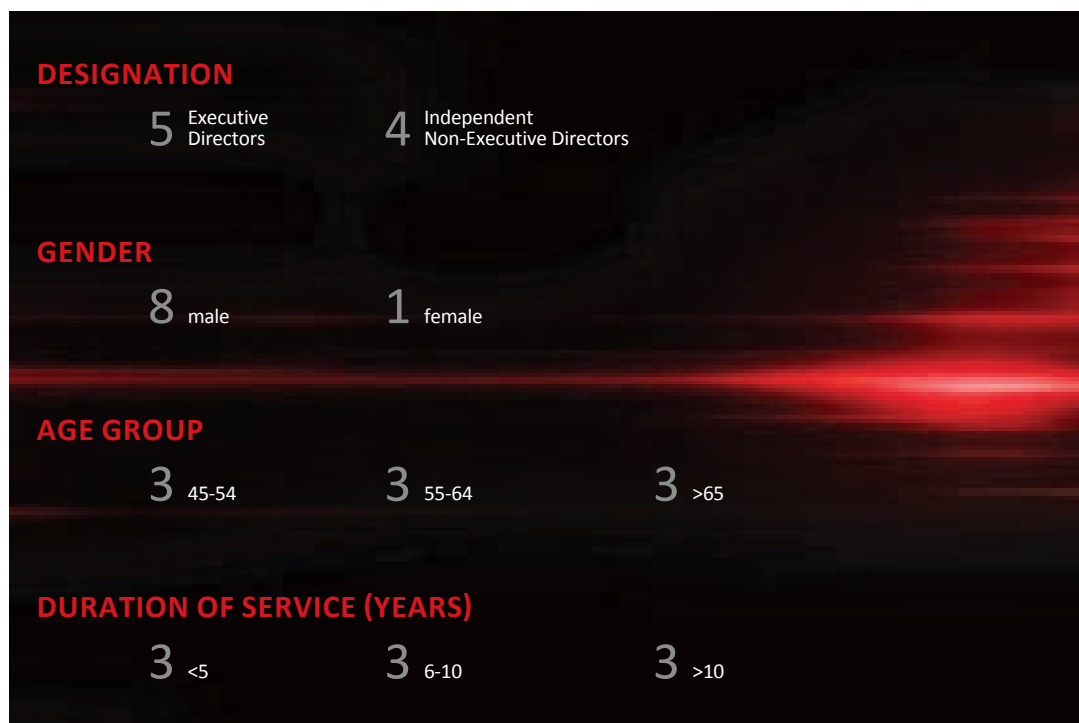 DESIGNATION
5 Executive Directors 4 Independent Non-Executive Directors
GENDER
8 male 1 female
AGE GROUP
3 45-54 3 55-64 3 >65
DURATION OF SERVICE (YEARS)
3 <5 3 6-10 3 >10